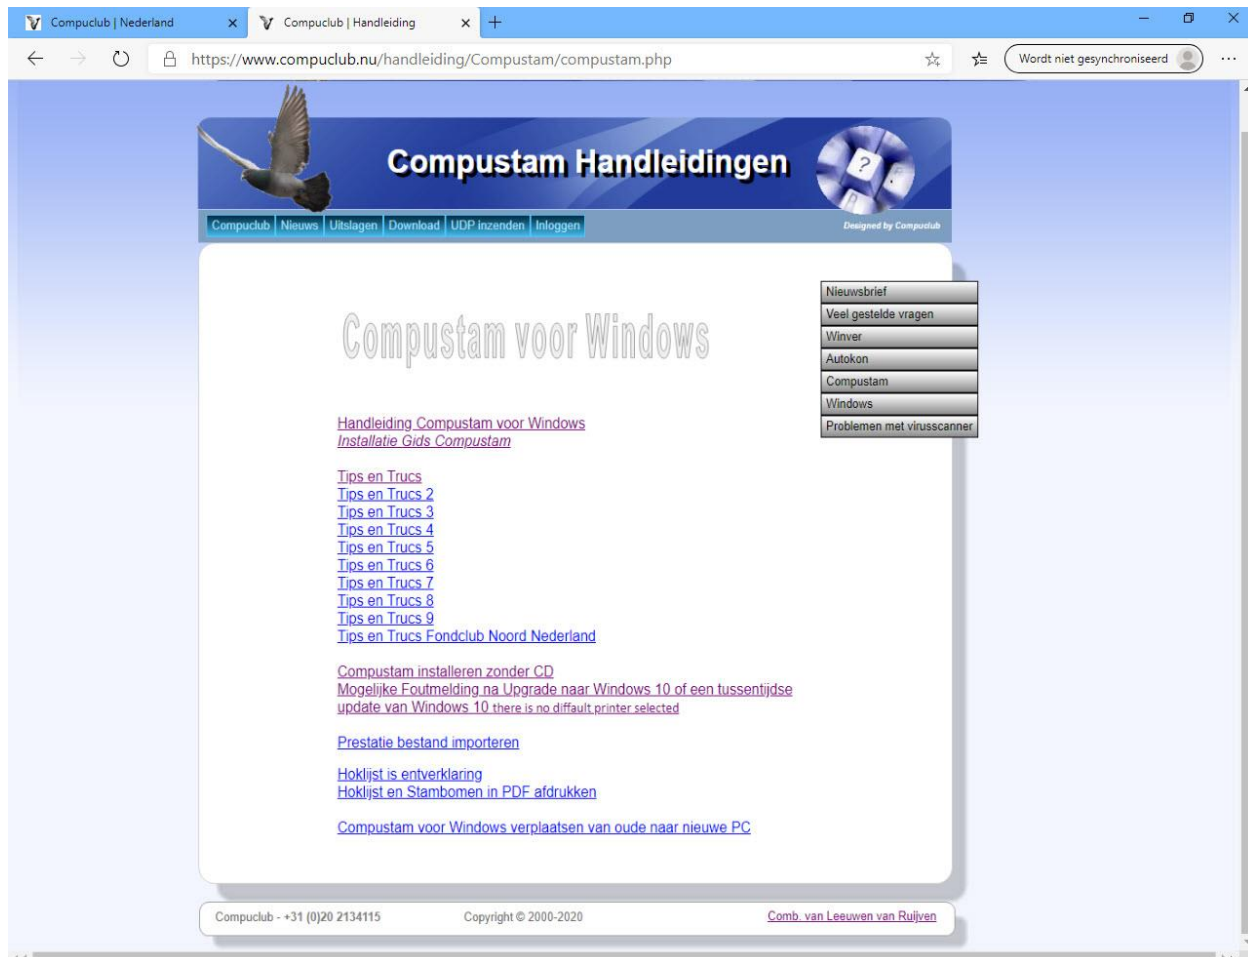 Compuclub | Nederland
Compuclub | Handleiding
https://www.compuclub.nu/handleiding/Compustam/compustam.php
Wordt niet gesynchroniseerd
Compustam Handleidingen
?
Compuclub Nieuws Uitslagen Download UDP inzenden Inloggen
Designed by Compuclub
Nieuwsbrief
Veel gestelde vragen
Winver
Autokon
Compustam
Windows
Problemen met virusscanner
Compustam voor Windows
Handleiding Compustam voor Windows
Installatie Gids Compustam
Tips en Trucs
Tips en Trucs 2
Tips en Trucs 3
Tips en Trucs 4
Tips en Trucs 5
Tips en Trucs 6
Tips en Trucs 7
Tips en Trucs 8
Tips en Trucs 9
Tips en Trucs Fondclub Noord Nederland
Compustam installeren zonder CD
Mogelijke Foutmelding na Upgrade naar Windows 10 of een tussentijdse
update van Windows 10 there is no diffault printer selected
Prestatie bestand importeren
Hoklijst is entverklaring
Hoklijst en Stambomen in PDF afdrukken
Compustam voor Windows verplaatsen van oude naar nieuwe PC
Compuclub - +31 (0)20 2134115
Copyright © 2000-2020
Comb. van Leeuwen van Ruijven